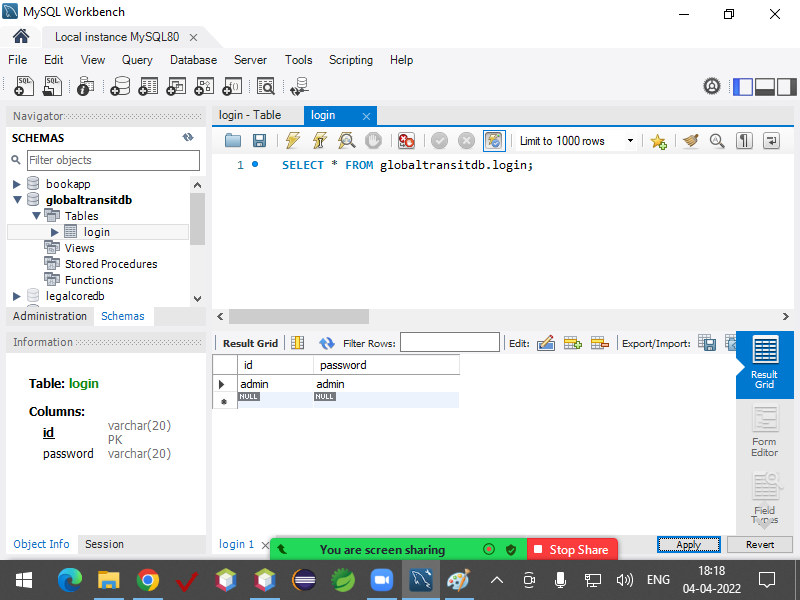 MySQL Workbench
Local instance MySQL80
File Edit View Query Database Server Tools Scripting Help
SQL SQL
Navigator
SCHEMAS
Filter objects
bookapp
globaltransitdb
Tables
login
Views
Stored Procedures
Functions
legalcoredb
Administration Schemas
Information
Table: login
Columns:
id varchar(20)
PK
password varchar(20)
Object Info Session
login - Table login
Limit to 1000 rows
1 SELECT * FROM globaltransitdb.login;
Result Grid Filter Rows: Edit: Export/Import:
id password
admin admin
NULL NULL
Result
Grid
Form
Editor
Field
Types
login 1
You are screen sharing Stop Share
Apply Revert
ENG
18:18
04-04-2022